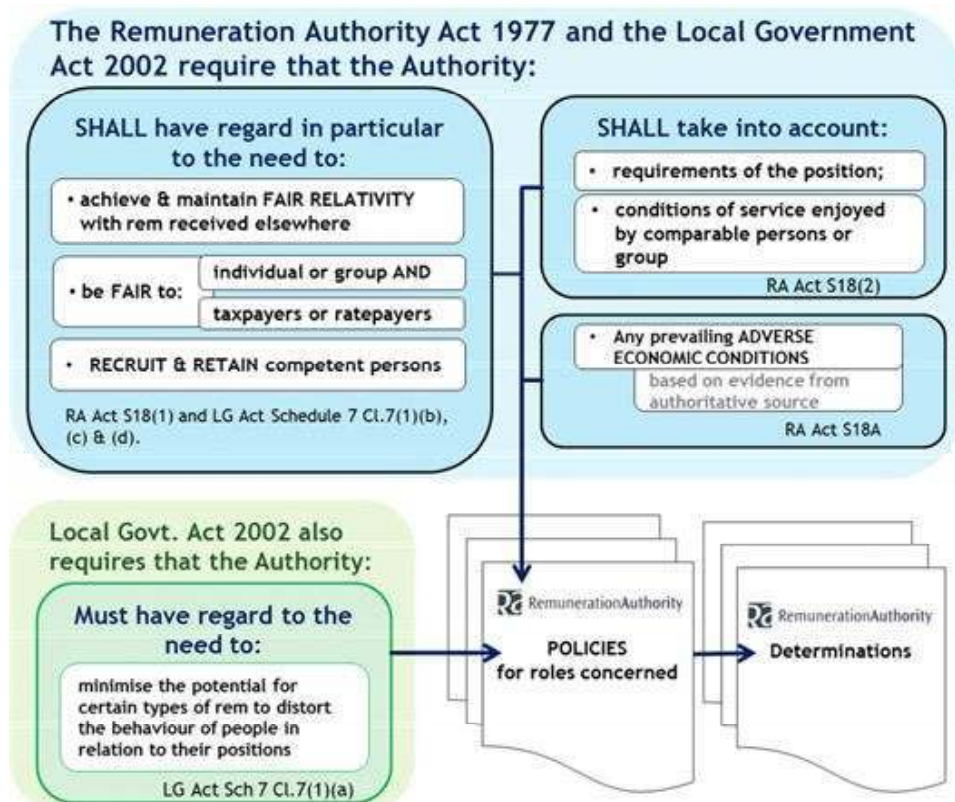 The Remuneration Authority Act 1977 and the Local Government
Act 2002 require that the Authority:
SHALL have regard in particular
to the need to:
• achieve & maintain FAIR RELATIVITY
with rem received elsewhere
• be FAIR to:
individual or group AND
taxpayers or ratepayers
• RECRUIT & RETAIN competent persons
RA Act S18(1) and LG Act Schedule 7 Cl.7(1)(b),
(c) & (d).
SHALL take into account:
• requirements of the position;
• conditions of service enjoyed
by comparable persons or
group
RA Act S18(2)
• Any prevailing ADVERSE
ECONOMIC CONDITIONS
based on evidence from
authoritative source
RA Act S18A
Local Govt. Act 2002 also
requires that the Authority:
Must have regard to the
need to:
minimise the potential for
certain types of rem to distort
the behaviour of people in
relation to their positions
LG Act Sch 7 Cl.7(1)(a)
Ra RemunerationAuthority
POLICIES
for roles concerned
Ra RemunerationAuthority
Determinations